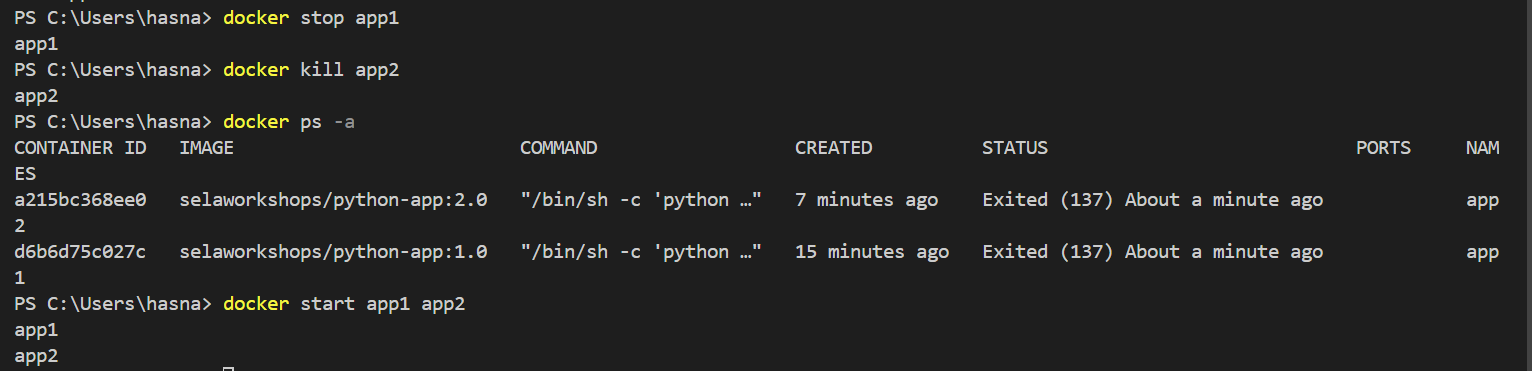 PS C:\Users\hasna> docker stop app1
app1
PS C:\Users\hasna> docker kill app2
app2
PS C:\Users\hasna> docker ps -a
CONTAINER ID   IMAGE                          COMMAND                  CREATED          STATUS                            PORTS     NAM
ES
a215bc368ee0   selaworkshops/python-app:2.0   "/bin/sh -c 'python …"   7 minutes ago    Exited (137) About a minute ago             app
2
d6b6d75c027c   selaworkshops/python-app:1.0   "/bin/sh -c 'python …"   15 minutes ago   Exited (137) About a minute ago             app
1
PS C:\Users\hasna> docker start app1 app2
app1
app2